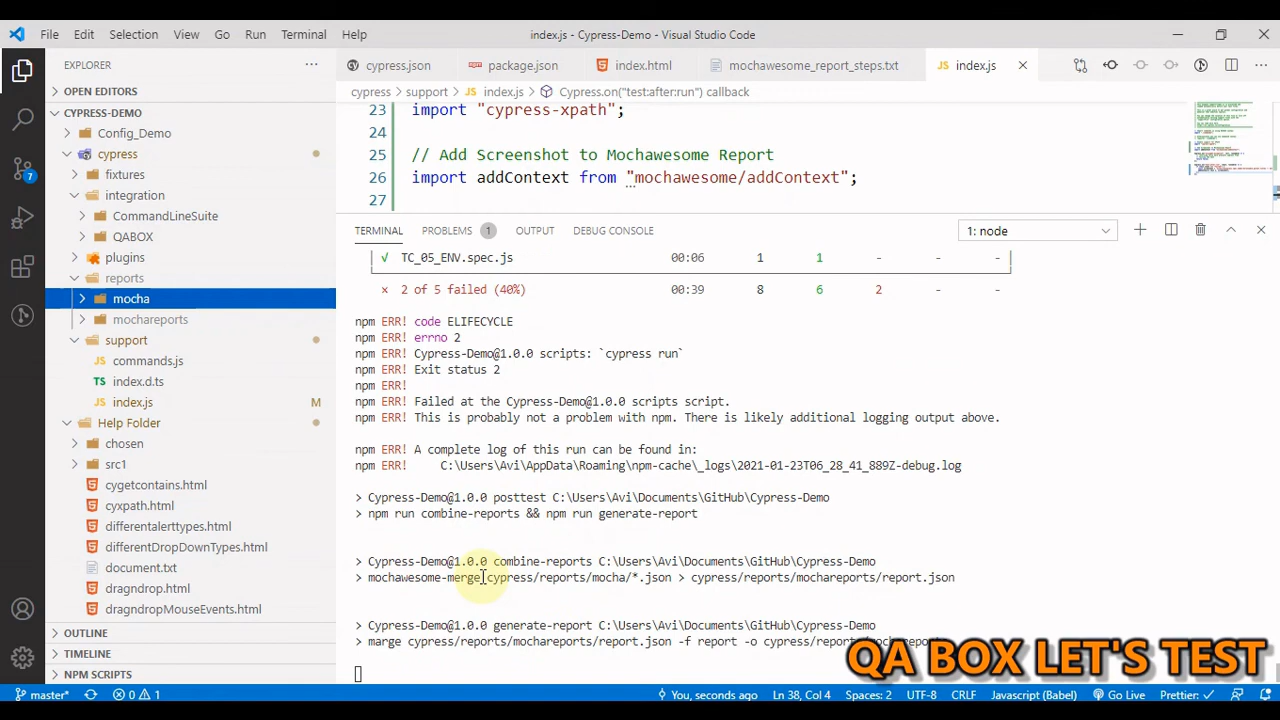 File Edit Selection View Go Run Terminal Help index.js - Cypress-Demo - Visual Studio Code
EXPLORER
OPEN EDITORS
CYPRESS-DEMO
Config_Demo
cypress
fixtures
integration
CommandLineSuite
QABOX
plugins
reports
mocha
mochareports
support
commands.js
index.d.ts
index.js M
Help Folder
chosen
src1
cygetcontains.html
cyxpath.html
differentalerttypes.html
differentDropDownTypes.html
document.txt
dragndrop.html
dragndropMouseEvents.html
OUTLINE
TIMELINE
NPM SCRIPTS
7
cypress.json package.json index.html mochawesome_report_steps.txt index.js
cypress > support > index.js > Cypress.on("test:after:run") callback
23 import "cypress-xpath";
24
25 // Add Screenshot to Mochawesome Report
26 import addContext from "mochawesome/addContext";
27
TERMINAL PROBLEMS 1 OUTPUT DEBUG CONSOLE 1: node
√ TC_05_ENV.spec.js 00:06 1 1 - - -
× 2 of 5 failed (40%) 00:39 8 6 2 - -
npm ERR! code ELIFECYCLE
npm ERR! errno 2
npm ERR! Cypress-Demo@1.0.0 scripts: `cypress run`
npm ERR! Exit status 2
npm ERR!
npm ERR! Failed at the Cypress-Demo@1.0.0 scripts script.
npm ERR! This is probably not a problem with npm. There is likely additional logging output above.
npm ERR! A complete log of this run can be found in:
npm ERR! C:\Users\Avi\AppData\Roaming\npm-cache\_logs\2021-01-23T06_28_41_889Z-debug.log
> Cypress-Demo@1.0.0 posttest C:\Users\Avi\Documents\GitHub\Cypress-Demo
> npm run combine-reports && npm run generate-report
> Cypress-Demo@1.0.0 combine-reports C:\Users\Avi\Documents\GitHub\Cypress-Demo
> mochawesome-merge cypress/reports/mocha/*.json > cypress/reports/mochareports/report.json
> Cypress-Demo@1.0.0 generate-report C:\Users\Avi\Documents\GitHub\Cypress-Demo
> marge cypress/reports/mochareports/report.json -f report -o cypress/reports/mochareports
QA BOX LET'S TEST
master* 0 1 You, seconds ago Ln 38, Col 4 Spaces: 2 UTF-8 CRLF JavaScript (Babel) Go Live Prettier: ✓